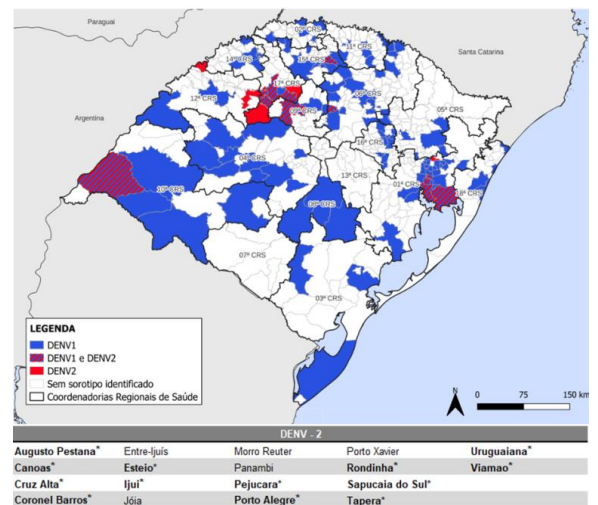 Paraguai
Santa Catarina
Argentina
02ª CRS
11ª CRS
15ª CRS
14ª CRS
17ª CRS
12ª CRS
09ª CRS
06ª CRS
05ª CRS
04ª CRS
16ª CRS
13ª CRS
01ª CRS
18ª CRS
10ª CRS
08ª CRS
07ª CRS
03ª CRS
LEGENDA
DENV1
DENV1 e DENV2
DENV2
Sem sorotipo identificado
Coordenadorias Regionais de Saúde
N
0 75 150 km
DENV - 2
Augusto Pestana* Entre-Ijuís Morro Reuter Porto Xavier Uruguaiana*
Canoas* Esteio* Panambi Rondinha* Viamao*
Cruz Alta* Ijui* Pejucara* Sapucaia do Sul*
Coronel Barros* Jóia Porto Alegre* Tapera*